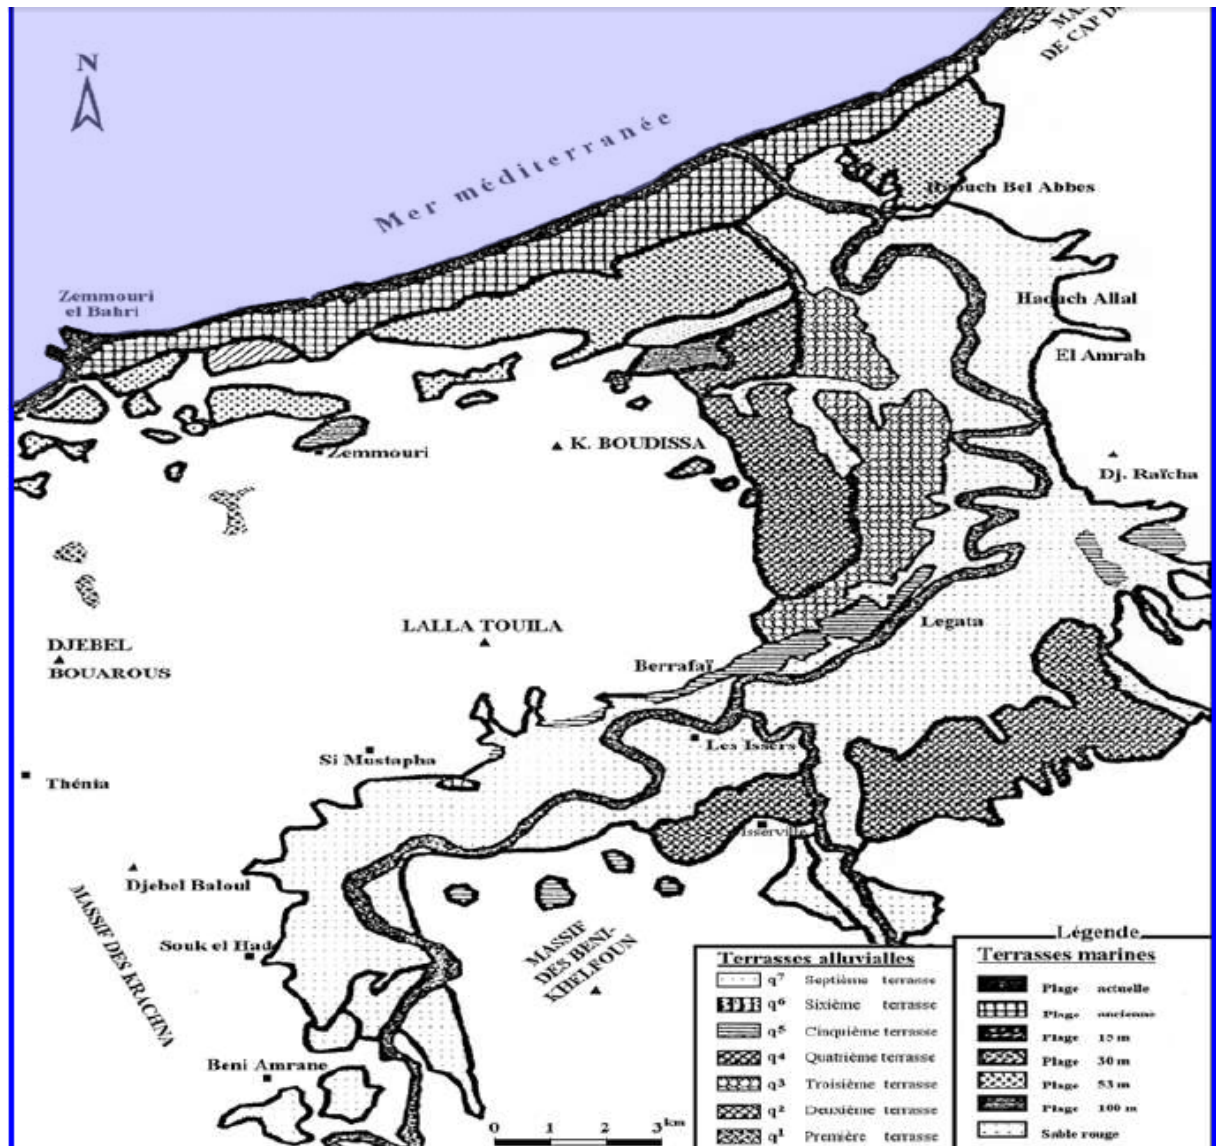 N
DE CAP
Mer méditerranée
Zemmouri
el Bahri
Haouch Bel Abbes
Haouch Allal
El Amrah
Zemmouri
K. BOUDISSA
Dj. Raïcha
DJEBEL
BOUAROUS
LALLA TOUILA
Legata
Berrafaï
Si Mustapha
Les Issers
Thénia
Isserville
Djebel Baloul
MASSIF DES KRACHNA
Souk el Had
MASSIF
DES BENI-
KHELFOUN
Beni Amrane
0 1 2 3 km
Légende
Terrasses alluvialles
q7 Septième terrasse
q6 Sixième terrasse
q5 Cinquième terrasse
q4 Quatrième terrasse
q3 Troisième terrasse
q2 Deuxième terrasse
q1 Première terrasse
Terrasses marines
Plage actuelle
Plage ancienne
Plage 15 m
Plage 30 m
Plage 53 m
Plage 100 m
Sable rouge